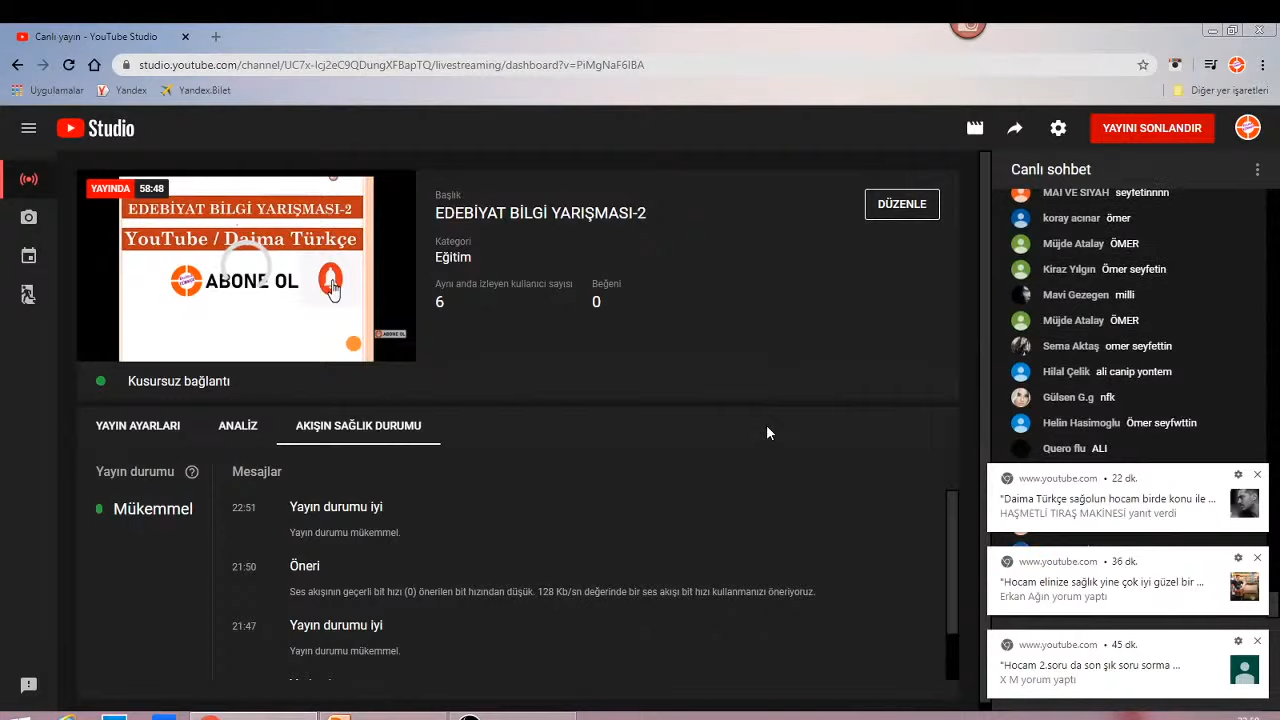 Canlı yayın - YouTube Studio
studio.youtube.com/channel/UC7x-lcj2eC9QDungXFBapTQ/livestreaming/dashboard?v=PiMgNaF6IBA
Uygulamalar Yandex Yandex.Bilet Diğer yer işaretleri
Studio
YAYINI SONLANDIR
YAYINDA 58:48
EDEBİYAT BİLGİ YARIŞMASI-2
YouTube / Daima Türkçe
ABONE OL
ABONE OL
Başlık
EDEBİYAT BİLGİ YARIŞMASI-2
DÜZENLE
Kategori
Eğitim
Aynı anda izleyen kullanıcı sayısı Beğeni
6 0
Kusursuz bağlantı
YAYIN AYARLARI ANALİZ AKIŞIN SAĞLIK DURUMU
Yayın durumu
Mükemmel
Mesajlar
22:51 Yayın durumu iyi
Yayın durumu mükemmel.
21:50 Öneri
Ses akışının geçerli bit hızı (0) önerilen bit hızından düşük. 128 Kb/sn değerinde bir ses akışı bit hızı kullanmanızı öneriyoruz.
21:47 Yayın durumu iyi
Yayın durumu mükemmel.
Canlı sohbet
MAİ VE SİYAH seyfetinnnn
koray acınar ömer
Müjde Atalay ÖMER
Kiraz Yılgın Ömer seyfetin
Mavi Gezegen milli
Müjde Atalay ÖMER
Sema Aktaş omer seyfettin
Hilal Çelik ali canip yontem
Gülsen G.g nfk
Helin Hasimoglu Ömer seyfwttin
Quero flu ALI
www.youtube.com • 22 dk.
"Daima Türkçe sağolun hocam birde konu ile ...
HAŞMETLİ TIRAŞ MAKİNESİ yanıt verdi
www.youtube.com • 36 dk.
"Hocam elinize sağlık yine çok iyi güzel bir ...
Erkan Ağın yorum yaptı
www.youtube.com • 45 dk.
"Hocam 2.soru da son şık soru sorma ...
X M yorum yaptı